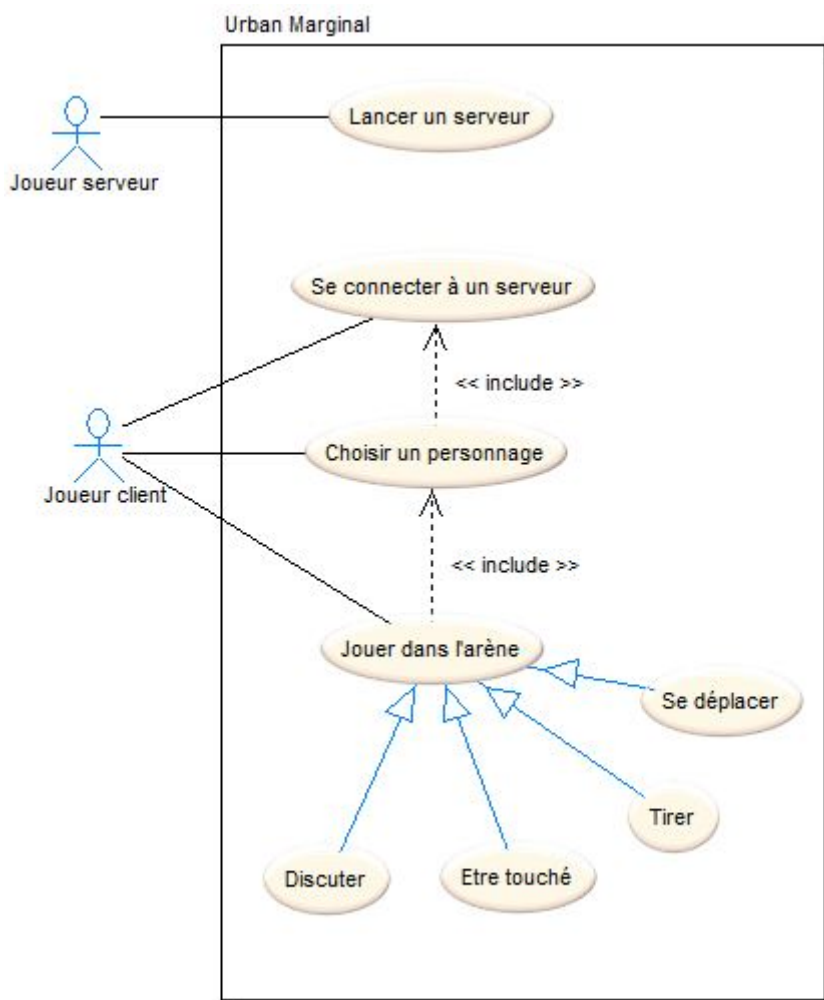 Urban Marginal
Lancer un serveur
Joueur serveur
Se connecter à un serveur
<< include >>
Choisir un personnage
Joueur client
<< include >>
Jouer dans l'arène
Se déplacer
Tirer
Discuter
Etre touché